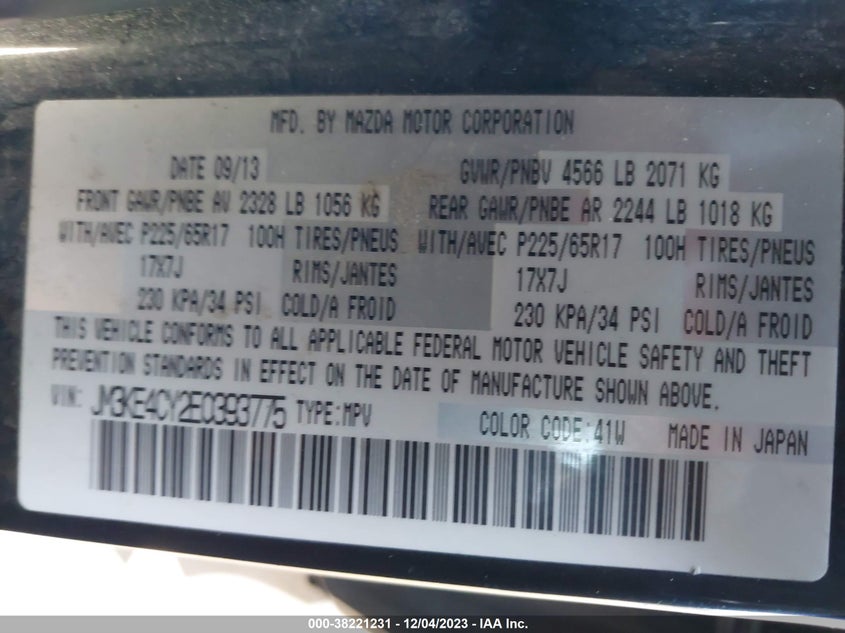 MFD. BY MAZDA MOTOR CORPORATION
DATE 09/13 GVWR/PNBV 4566 LB 2071 KG
FRONT GAWR/PNBE AV 2328 LB 1056 KG REAR GAWR/PNBE AR 2244 LB 1018 KG
WITH/AVEC P225/65R17 100H TIRES/PNEUS WITH/AVEC P225/65R17 100H TIRES/PNEUS
17X7J RIMS/JANTES 17X7J RIMS/JANTES
230 KPA/34 PSI COLD/A FROID 230 KPA/34 PSI COLD/A FROID
THIS VEHICLE CONFORMS TO ALL APPLICABLE FEDERAL MOTOR VEHICLE SAFETY AND THEFT
PREVENTION STANDARDS IN EFFECT ON THE DATE OF MANUFACTURE SHOWN ABOVE.
VIN: JM3KE4CY2E0393775 TYPE:MPV COLOR CODE:41W MADE IN JAPAN
000-38221231 - 12/04/2023 - IAA Inc.